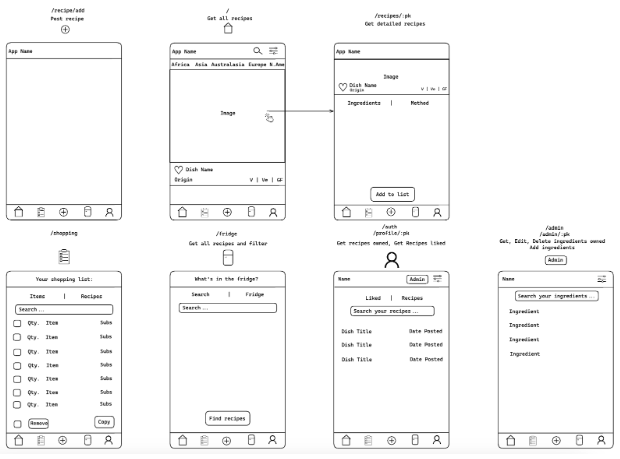 /recipe/add
Post recipe
App Name
/
Get all recipes
App Name
Africa Asia Australasia Europe N.Ame
Image
Dish Name
Origin V | Ve | GF
/recipes/:pk
Get detailed recipes
App Name
Image
Dish Name
Origin V | Ve | GF
Ingredients | Method
Add to list
/shopping
Your shopping list:
Items | Recipes
Search...
Qty. Item Subs
Qty. Item Subs
Qty. Item Subs
Qty. Item Subs
Qty. Item Subs
Qty. Item Subs
Qty. Item Subs
Remove Copy
/fridge
Get all recipes and filter
What's in the fridge?
Search | Fridge
Search...
Find recipes
/auth
/profile/:pk
Get recipes owned, Get Recipes liked
Name Admin
Liked | Recipes
Search your recipes...
Dish Title Date Posted
Dish Title Date Posted
Dish Title Date Posted
/admin
/admin/:pk
Get, Edit, Delete ingredients owned
Add ingredients
Admin
Name
Search your ingredients...
Ingredient
Ingredient
Ingredient
Ingredient